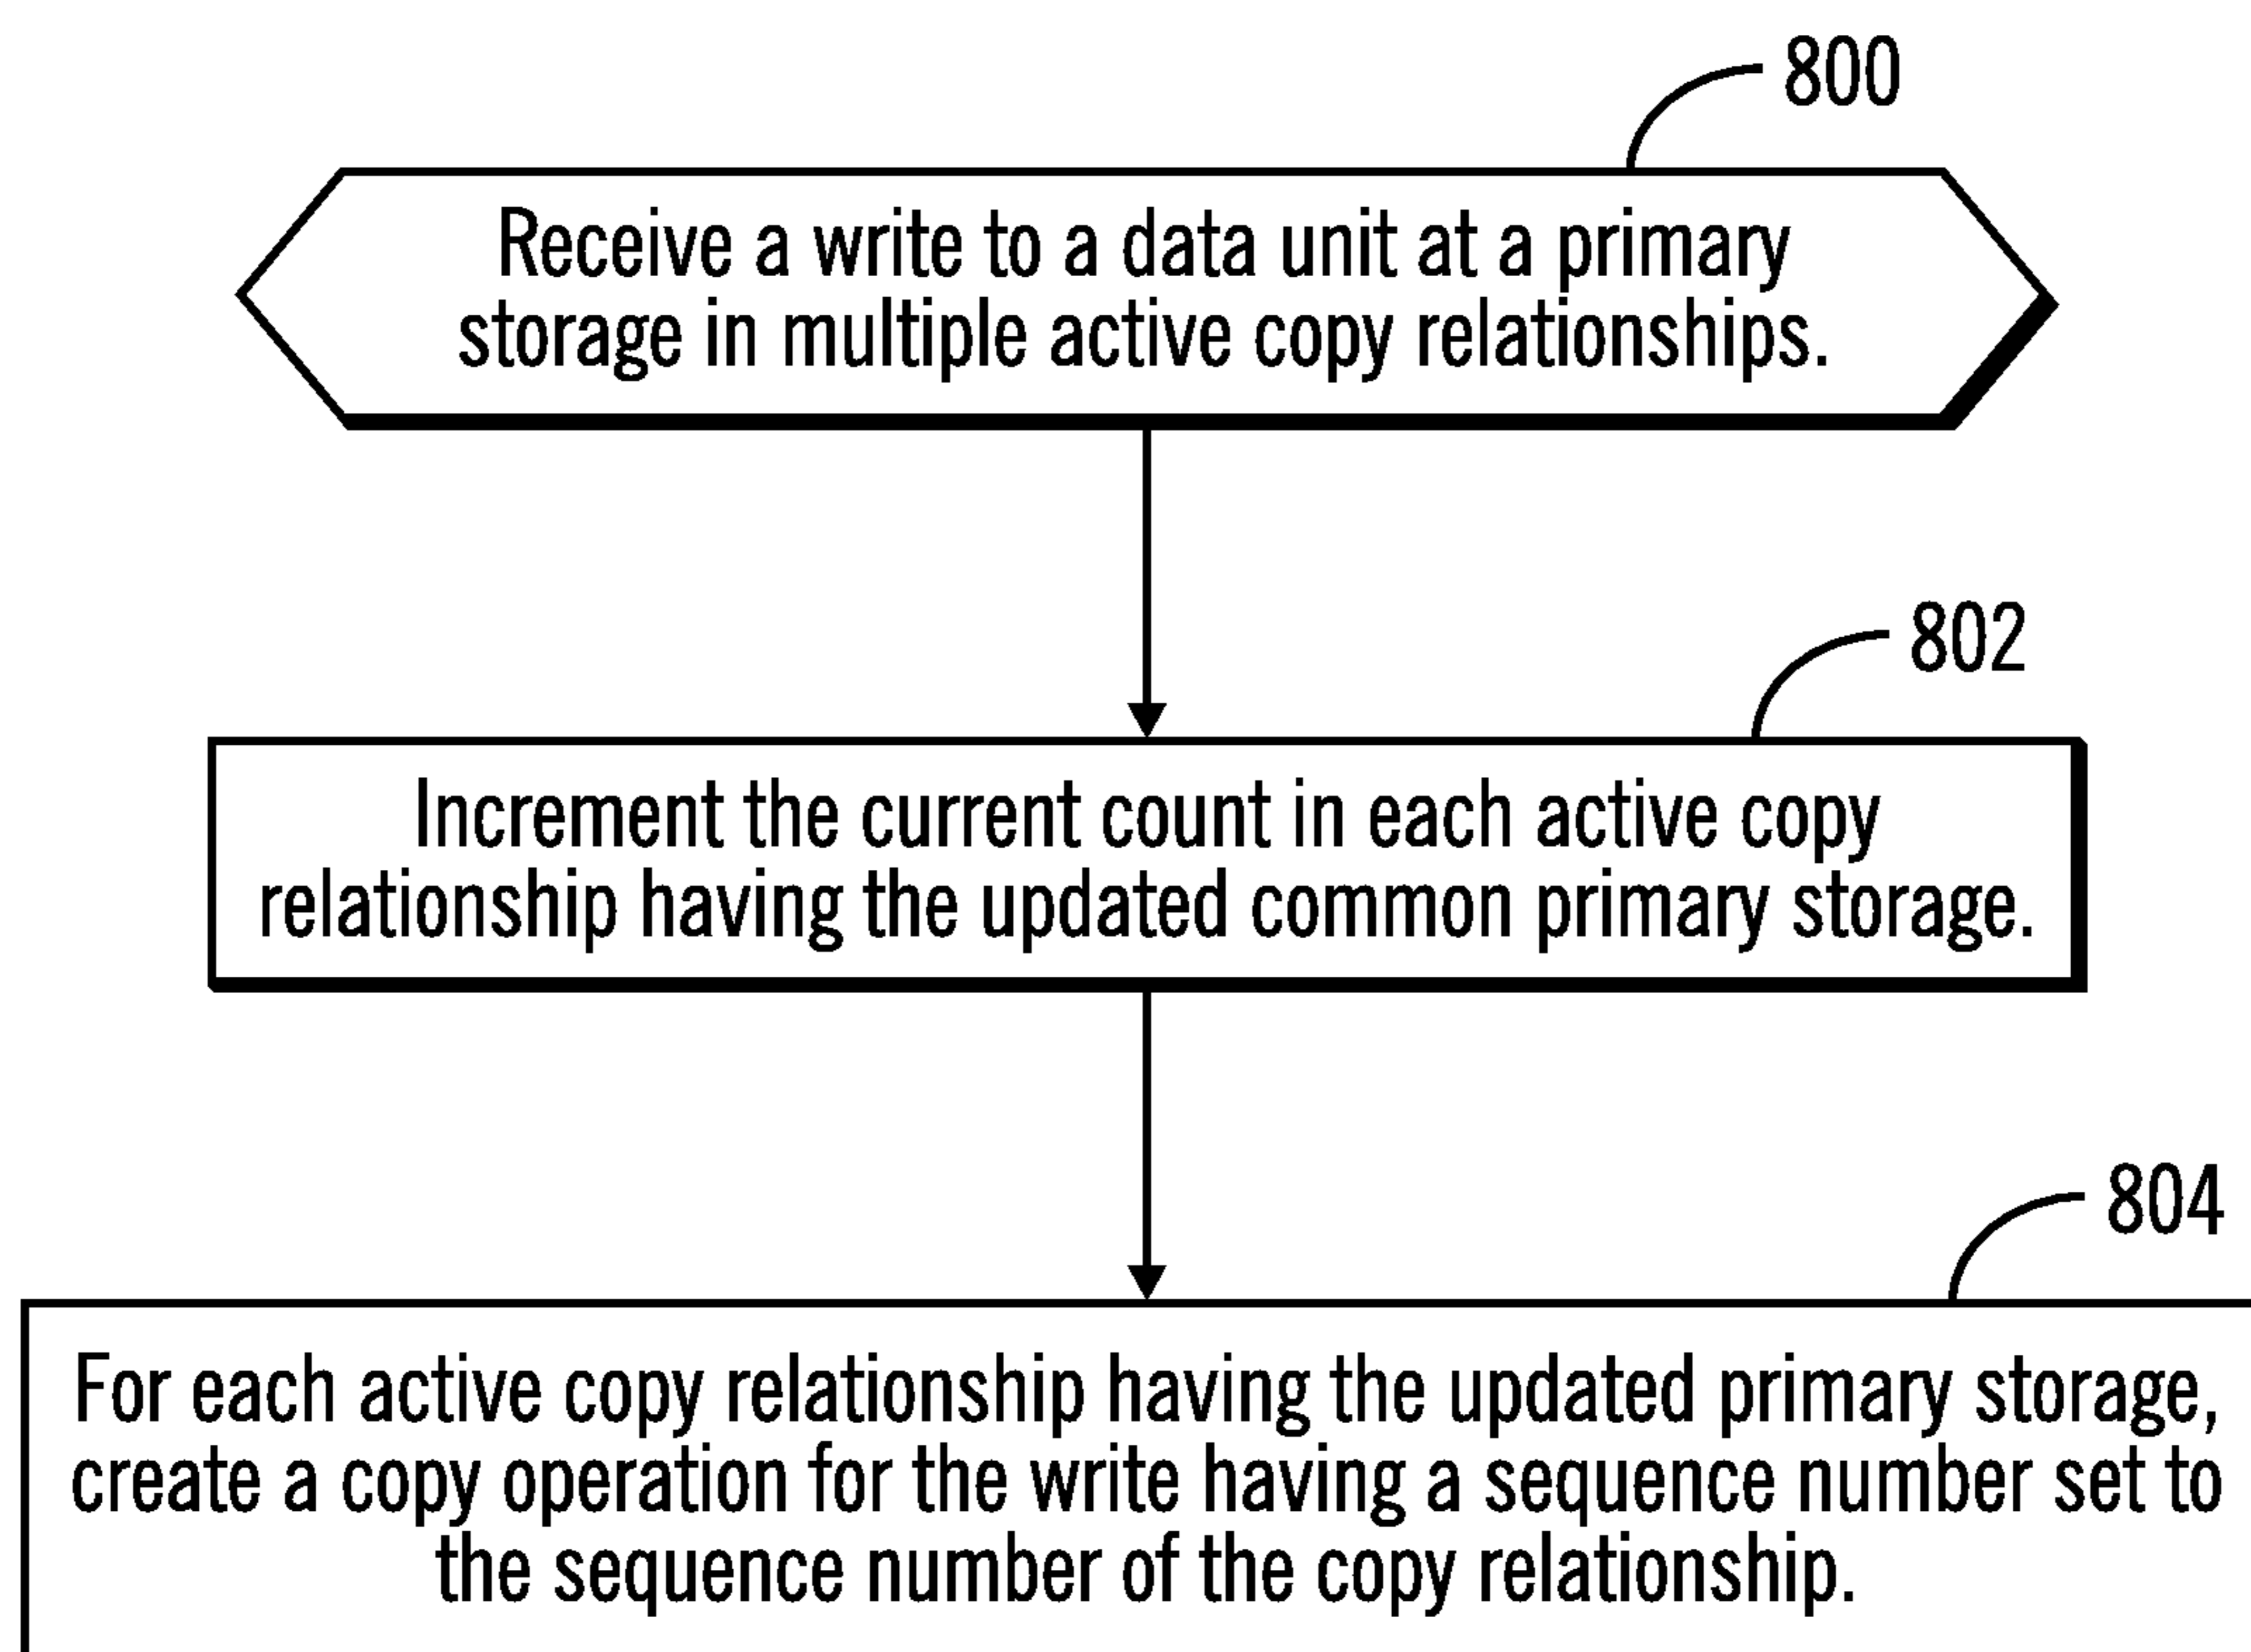 800
Receive a write to a data unit at a primary
storage in multiple active copy relationships.
802
Increment the current count in each active copy
relationship having the updated common primary storage.
804
For each active copy relationship having the updated primary storage,
create a copy operation for the write having a sequence number set to
the sequence number of the copy relationship.